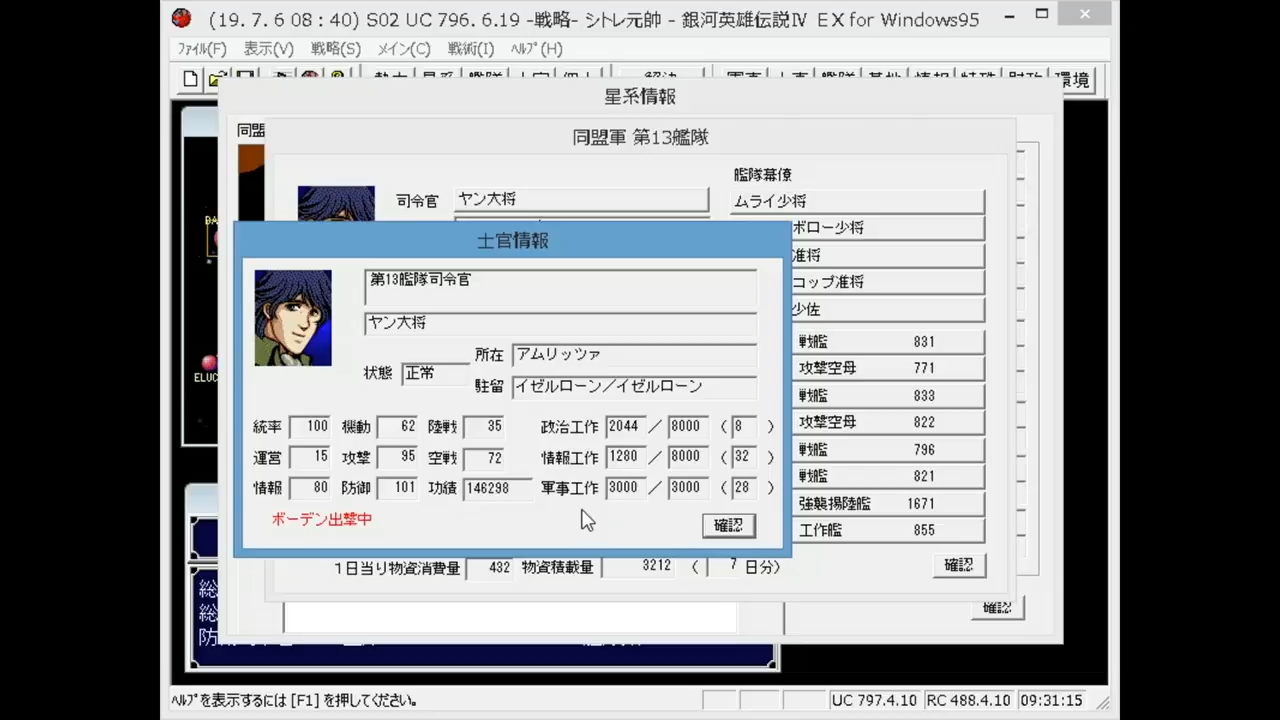 (19. 7. 6 08 : 40) S02 UC 796. 6.19 -戦略- シトレ元帥 - 銀河英雄伝説Ⅳ EX for Windows95
ﾌｧｲﾙ(F) 表示(V) 戦略(S) メイン(C) 戦術(I) ﾍﾙﾌﾟ(H)
環境
星系情報
同盟
同盟軍 第13艦隊
艦隊幕僚
司令官 ヤン大将
ムライ少将
ボロー少将
准将
コップ准将
少佐
士官情報
第13艦隊司令官
ヤン大将
所在 アムリッツァ
状態 正常
駐留 イゼルローン／イゼルローン
統率 100 機動 62 陸戦 35 政治工作 2044 ／ 8000 ( 8 )
運営 15 攻撃 95 空戦 72 情報工作 1280 ／ 8000 ( 32 )
情報 80 防御 101 功績 146298 軍事工作 3000 ／ 3000 ( 28 )
ボーデン出撃中
確認
戦艦 831
攻撃空母 771
戦艦 833
攻撃空母 822
戦艦 796
戦艦 821
強襲揚陸艦 1671
工作艦 855
1日当り物資消費量 432 物資積載量 3212 ( 7 日分)
確認
確認
ELUC
総
総
防
ﾍﾙﾌﾟを表示するには [F1] を押してください。
UC 797.4.10 RC 488.4.10 09:31:15